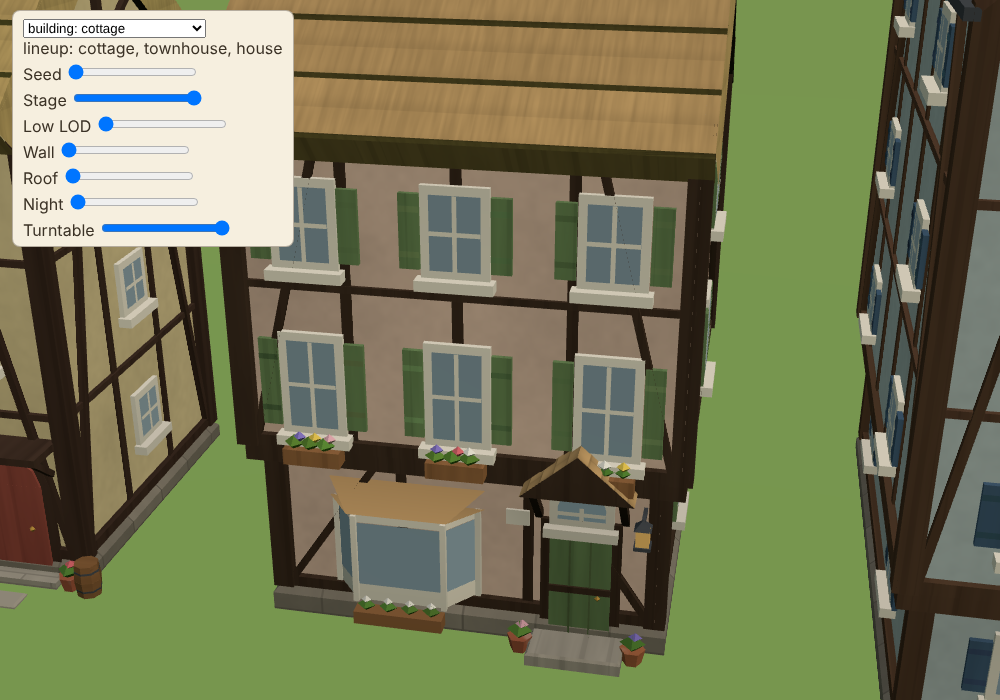 building: cottage
lineup: cottage, townhouse, house
Seed
Stage
Low LOD
Wall
Roof
Night
Turntable